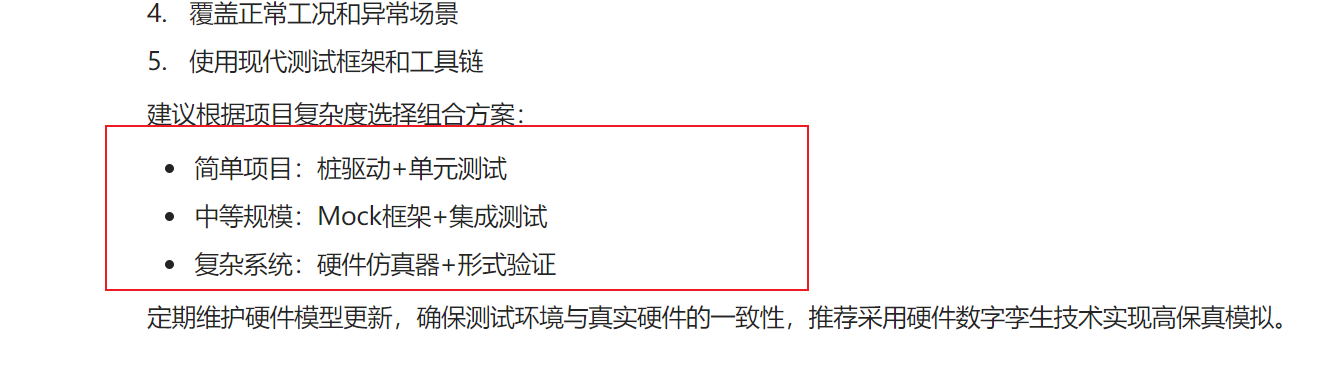 4. 覆盖正常工况和异常场景
5. 使用现代测试框架和工具链
建议根据项目复杂度选择组合方案：
• 简单项目：桩驱动+单元测试
• 中等规模：Mock框架+集成测试
• 复杂系统：硬件仿真器+形式验证
定期维护硬件模型更新，确保测试环境与真实硬件的一致性，推荐采用硬件数字孪生技术实现高保真模拟。